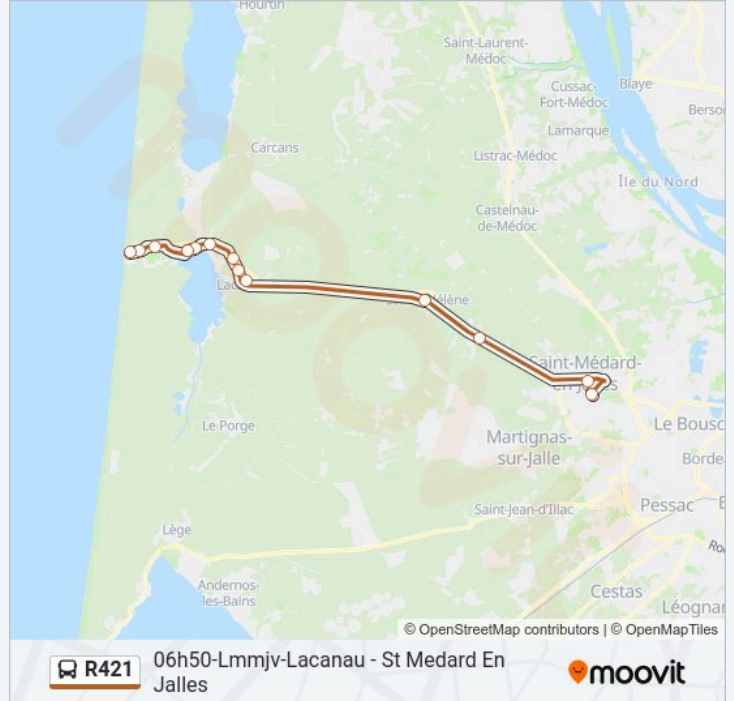 Hourtin
Saint-Laurent-
Médoc
Cussac-
Fort-Médoc
Blaye
Lamarque
Carcans
Listrac-Médoc
Île du Nord
Castelnau-
de-Médoc
Saint-Médard-
en-Jalles
Le Porge
Le Bousc
Martignas-
sur-Jalle
Borde
Saint-Jean-d'Illac
Pessac
Lège
Andernos-
les-Bains
Cestas
Léognan
© OpenStreetMap contributors | © OpenMapTiles
R421
06h50-Lmmjv-Lacanau - St Medard En
Jalles
moovit